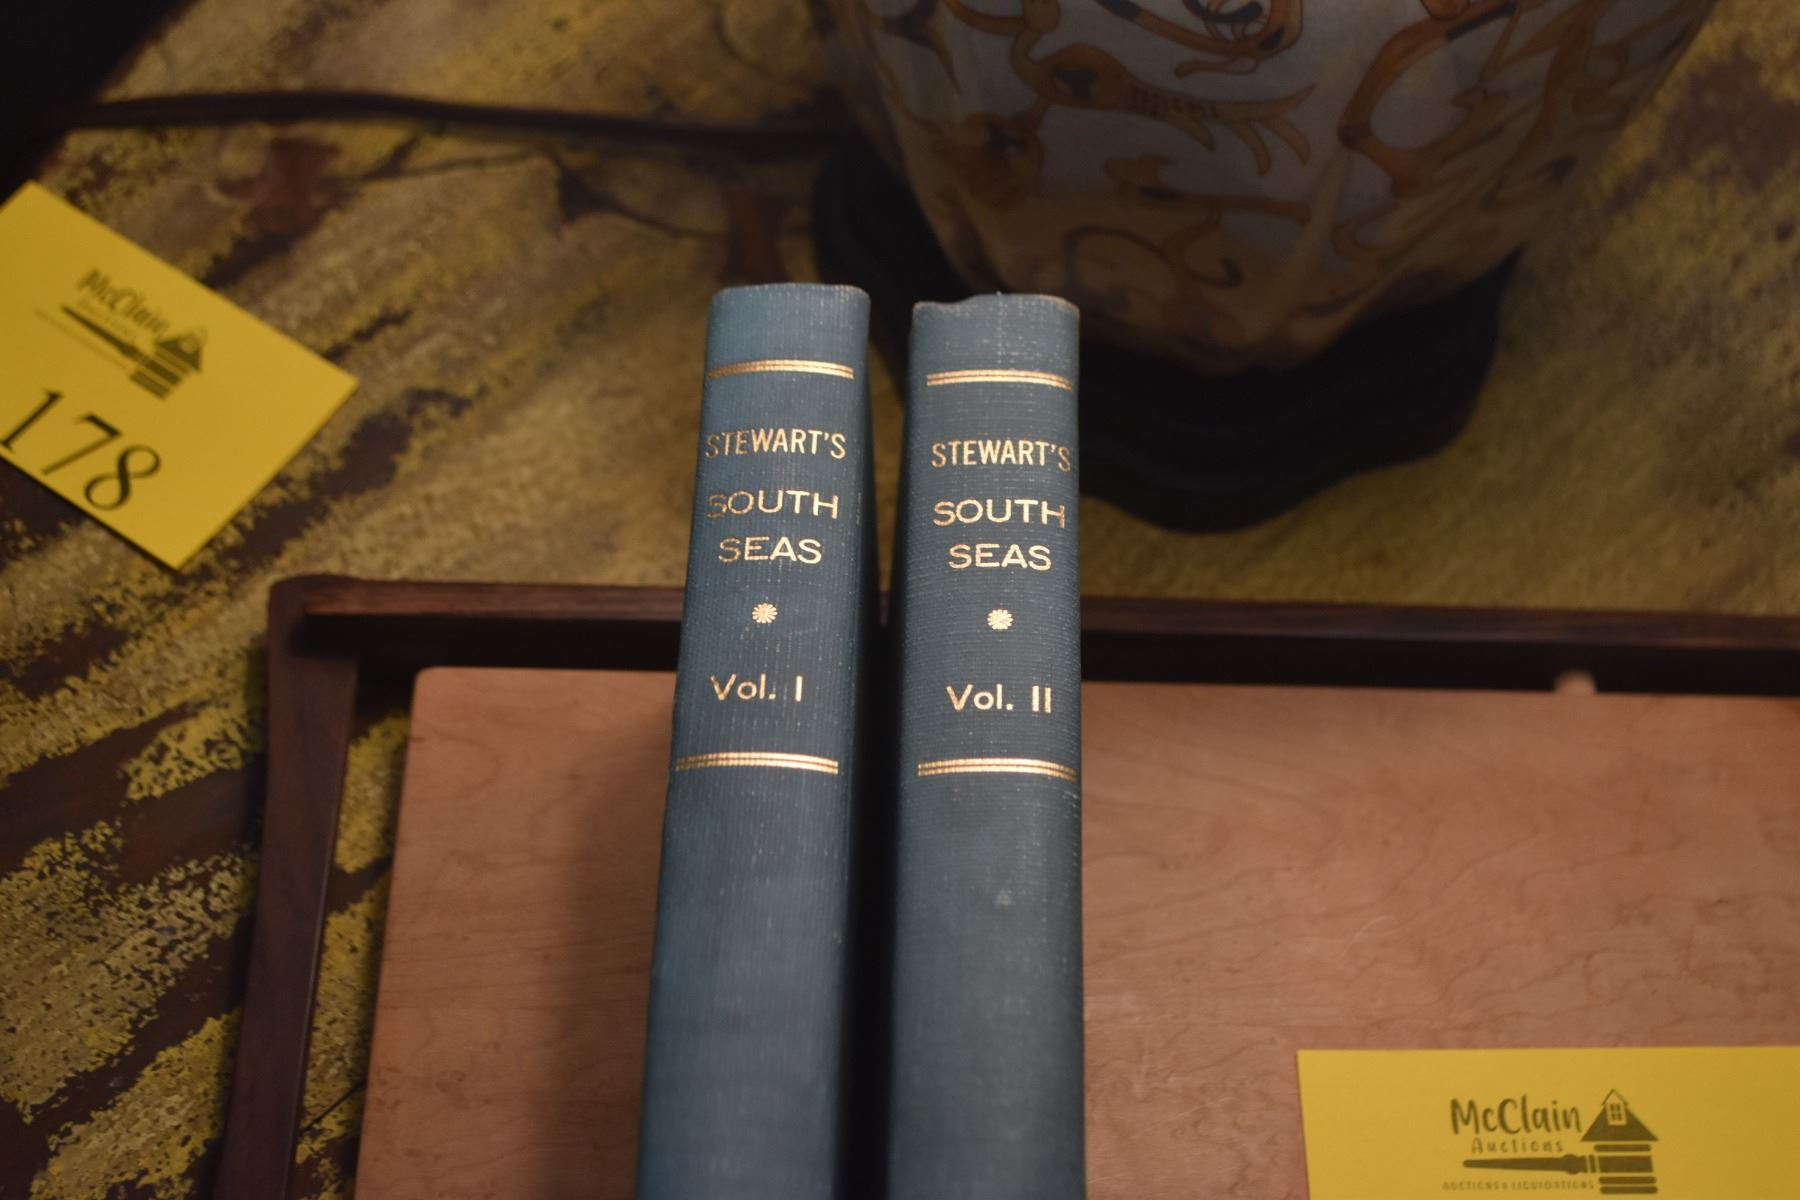 McClain
178
STEWART'S
SOUTH
SEAS
Vol. I
STEWART'S
SOUTH
SEAS
Vol. II
McClain
Auctions
AUCTIONS & LIQUIDATIONS